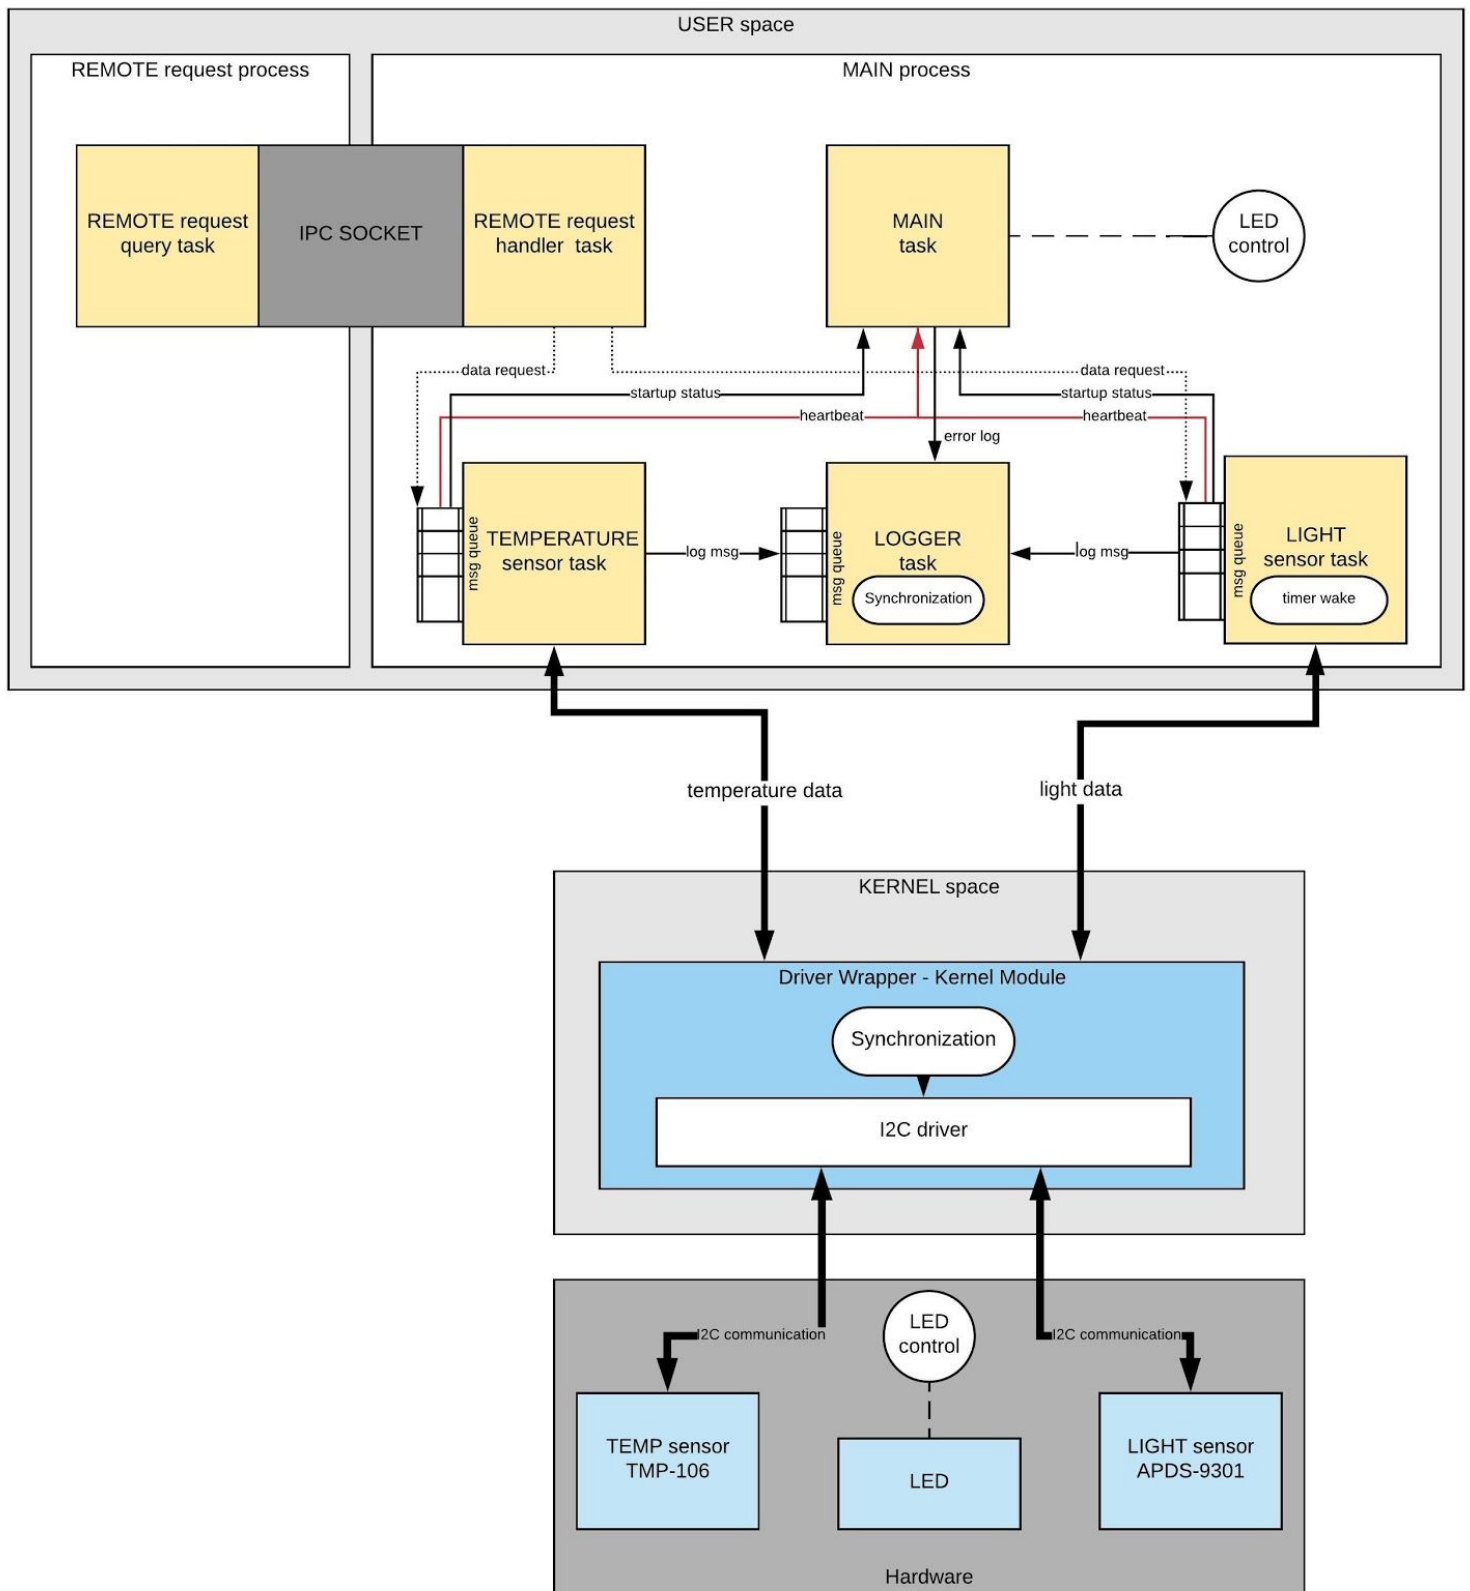 USER space
REMOTE request process
MAIN process
REMOTE request
query task
IPC SOCKET
REMOTE request
handler task
MAIN
task
LED
control
data request
data request
startup status
startup status
heartbeat
heartbeat
error log
msg queue
TEMPERATURE
sensor task
log msg
msg queue
LOGGER
task
Synchronization
log msg
msg queue
LIGHT
sensor task
timer wake
temperature data
light data
KERNEL space
Driver Wrapper - Kernel Module
Synchronization
I2C driver
I2C communication
LED
control
I2C communication
TEMP sensor
TMP-106
LED
LIGHT sensor
APDS-9301
Hardware